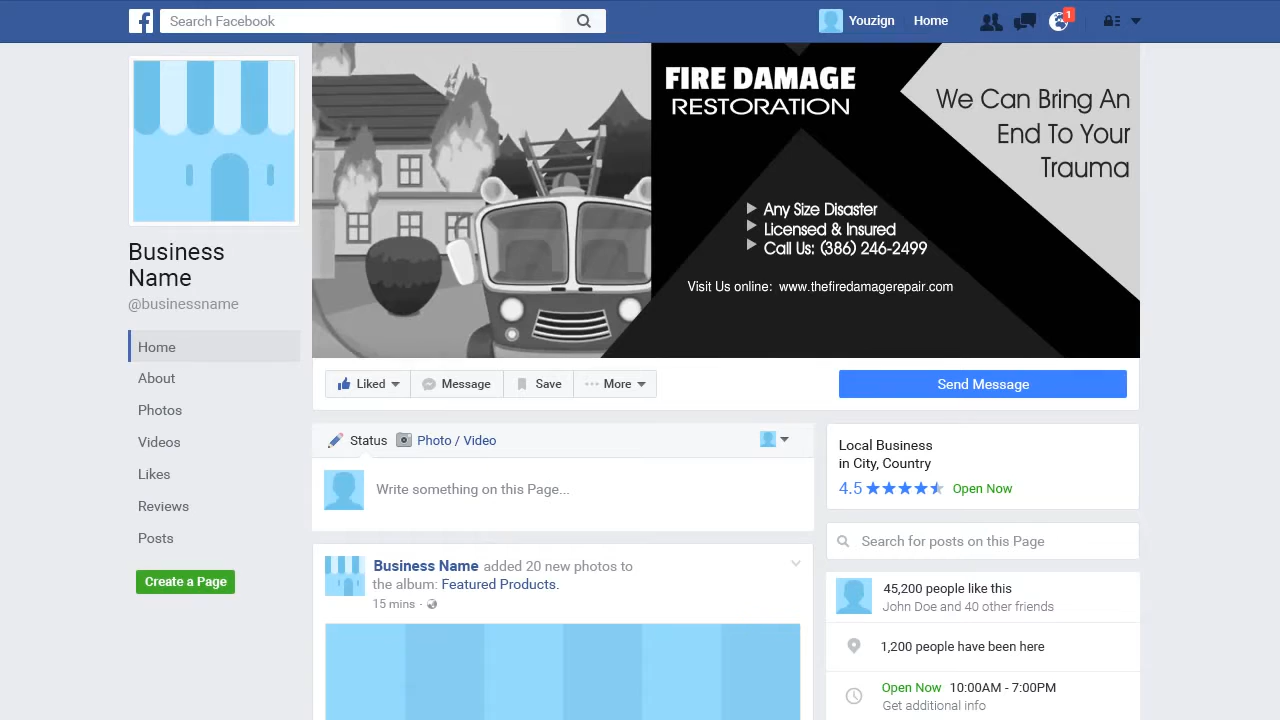 Search Facebook
Youzign Home
1
FIRE DAMAGE
RESTORATION
We Can Bring An
End To Your
Trauma
Any Size Disaster
Licensed & Insured
Call Us: (386) 246-2499
Visit Us online: www.thefiredamagerepair.com
Business
Name
@businessname
Home
About
Photos
Videos
Likes
Reviews
Posts
Create a Page
Liked Message Save More
Send Message
Status Photo / Video
Write something on this Page...
Business Name added 20 new photos to
the album: Featured Products.
15 mins ·
Local Business
in City, Country
4.5 Open Now
Search for posts on this Page
45,200 people like this
John Doe and 40 other friends
1,200 people have been here
Open Now 10:00AM - 7:00PM
Get additional info